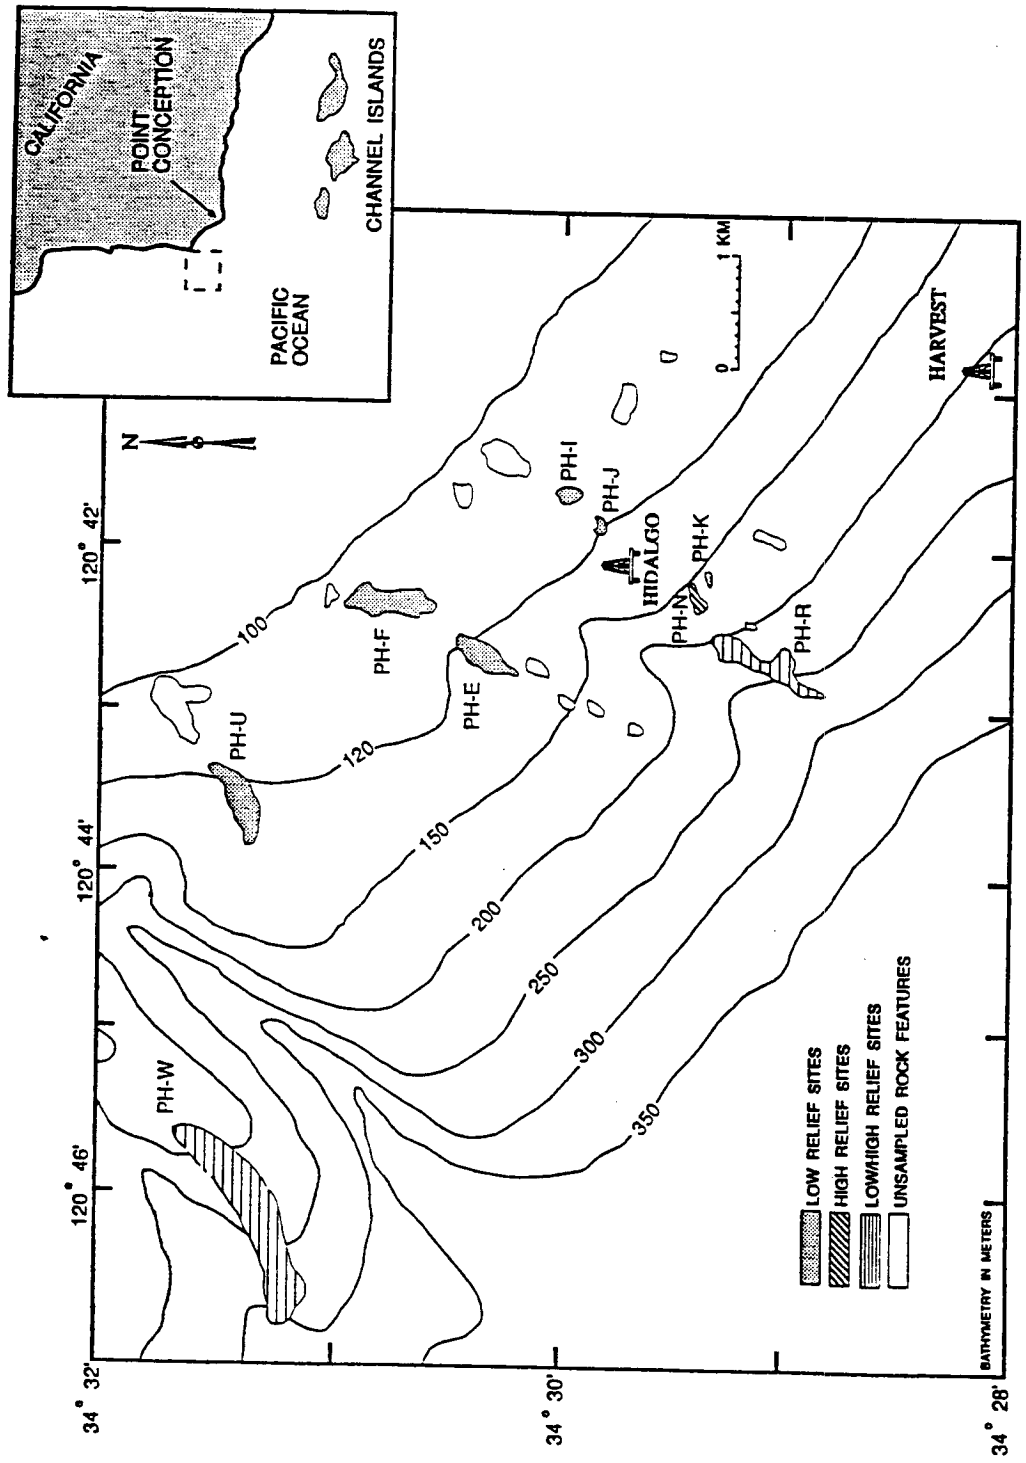 CALIFORNIA
POINT
CONCEPTION
PACIFIC
OCEAN
CHANNEL ISLANDS
120° 46'
120° 44'
120° 42'
34° 32'
34° 30'
34° 28'
N
PH-W
PH-U
PH-F
PH-E
PH-I
PH-J
HIDALGO
PH-N
PH-K
PH-R
HARVEST
100
120
150
200
250
300
350
0
1 KM
LOW RELIEF SITES
HIGH RELIEF SITES
LOW/HIGH RELIEF SITES
UNSAMPLED ROCK FEATURES
BATHYMETRY IN METERS